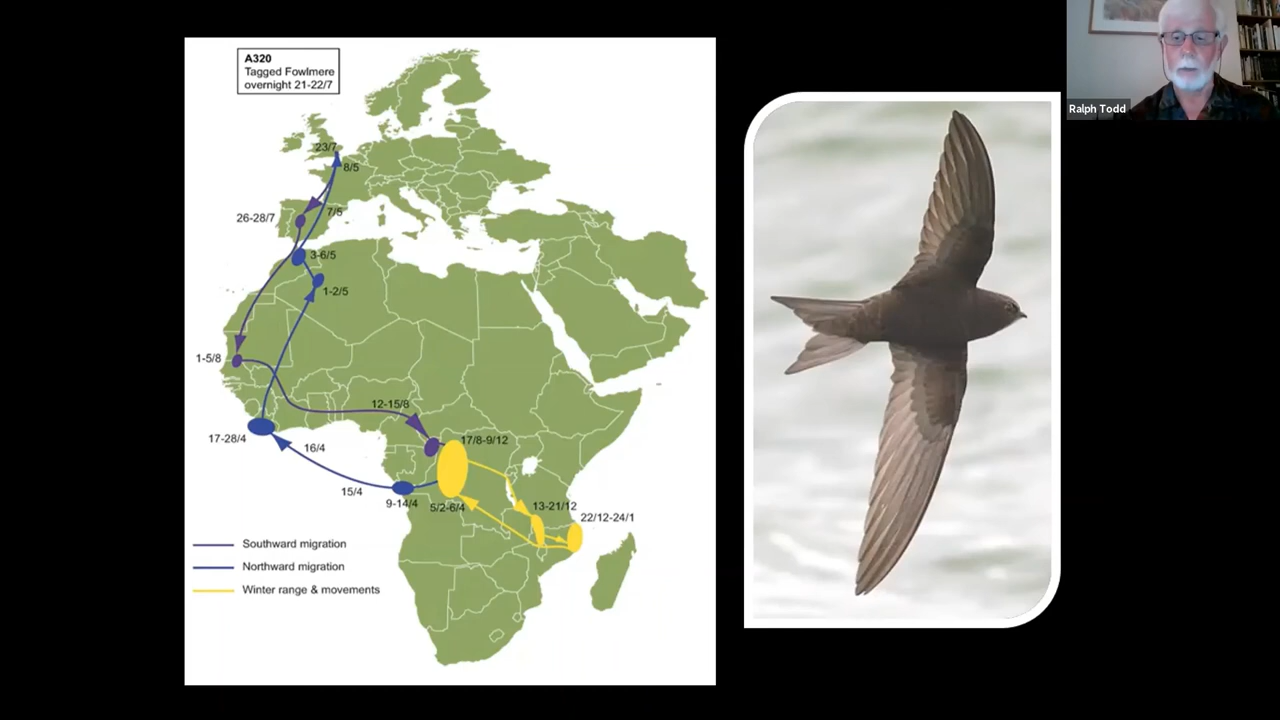 A320
Tagged Fowlmere
overnight 21-22/7
23/7
8/5
26-28/7
7/5
3-6/5
1-2/5
1-5/8
12-15/8
17-28/4
16/4
17/8-9/12
15/4
9-14/4
5/2-6/4
13-21/12
22/12-24/1
Southward migration
Northward migration
Winter range & movements
Ralph Todd